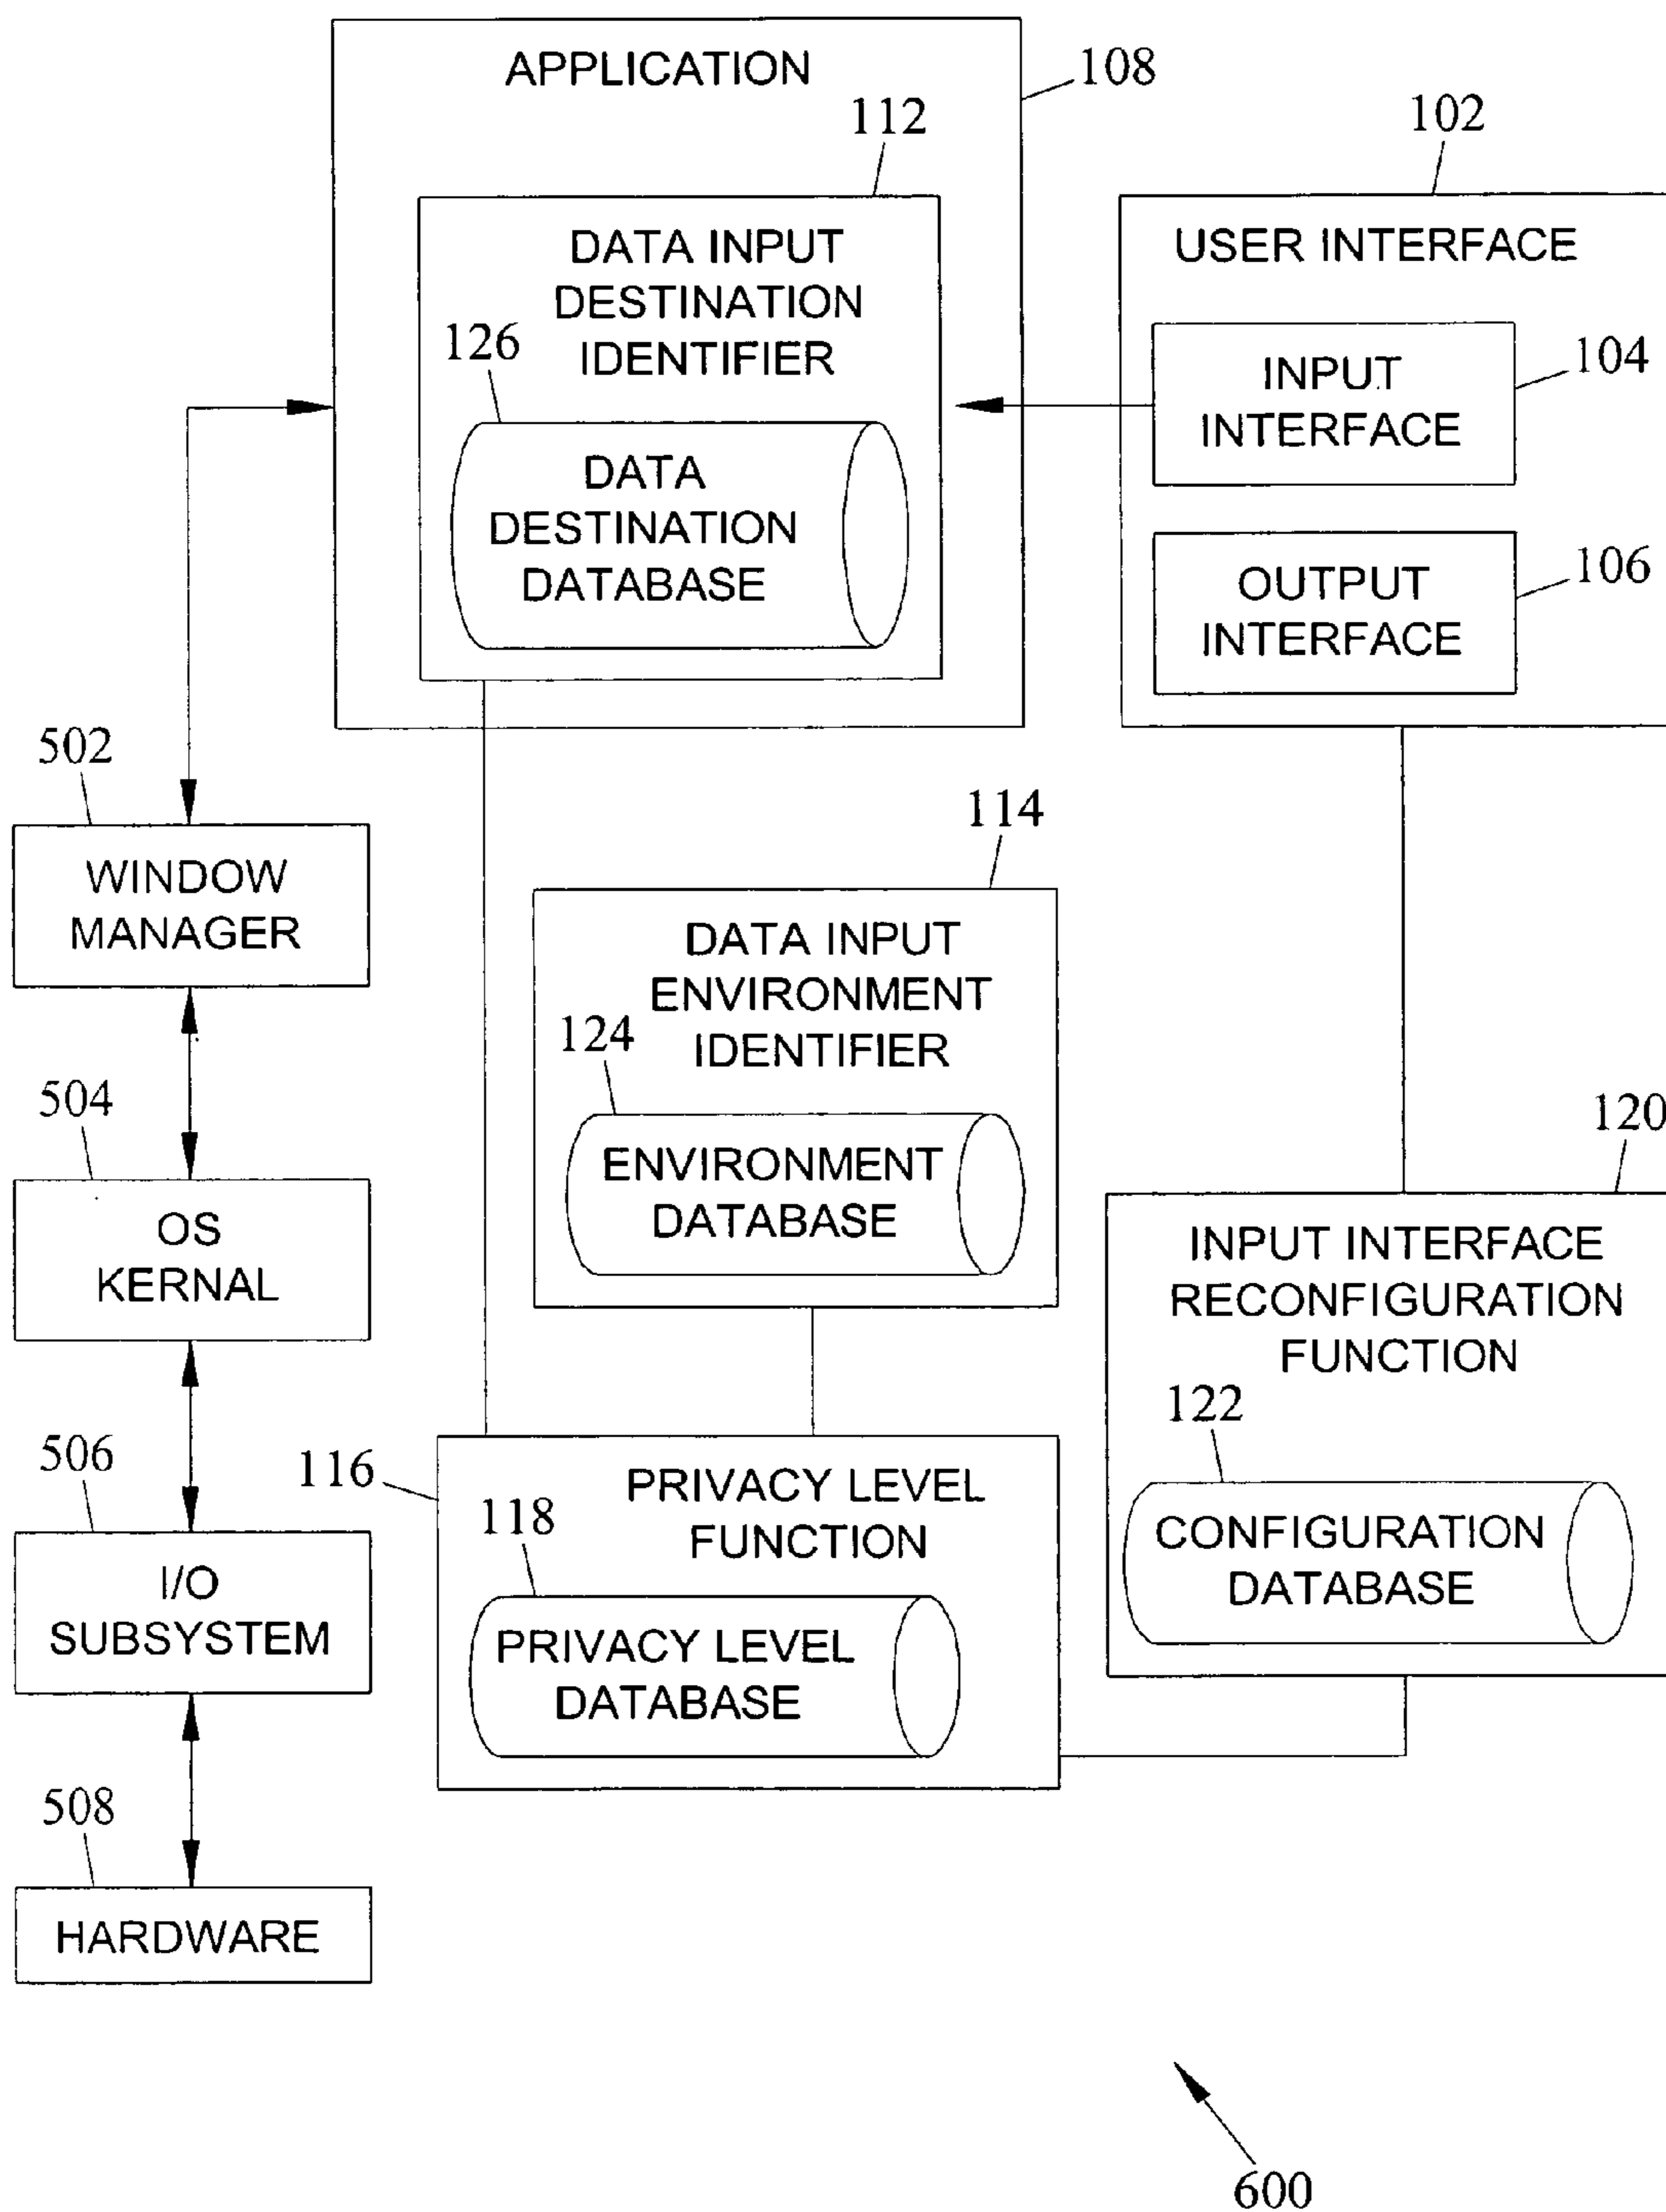 APPLICATION
108
112
DATA INPUT
DESTINATION
IDENTIFIER
126
DATA
DESTINATION
DATABASE
102
USER INTERFACE
INPUT
INTERFACE
104
OUTPUT
INTERFACE
106
502
WINDOW
MANAGER
504
OS
KERNAL
506
I/O
SUBSYSTEM
508
HARDWARE
114
DATA INPUT
ENVIRONMENT
IDENTIFIER
124
ENVIRONMENT
DATABASE
116
PRIVACY LEVEL
FUNCTION
118
PRIVACY LEVEL
DATABASE
120
INPUT INTERFACE
RECONFIGURATION
FUNCTION
122
CONFIGURATION
DATABASE
600